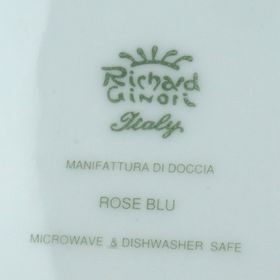 Richard
Ginori
Italy
MANIFATTURA DI DOCCIA
ROSE BLU
MICROWAVE & DISHWASHER SAFE